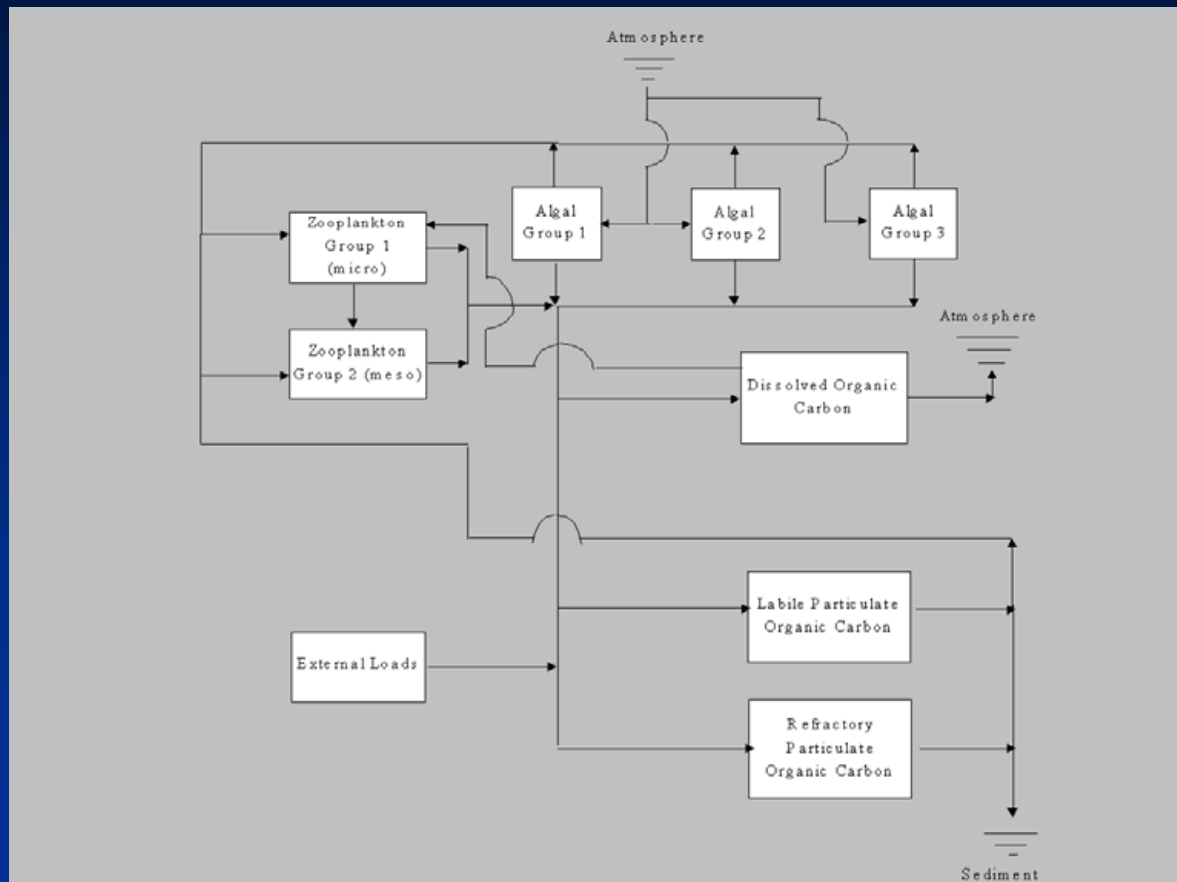 Atmosphere
Algal
Group 1
Algal
Group 2
Algal
Group 3
Zooplankton
Group 1
(micro)
Zooplankton
Group 2 (meso)
Atmosphere
Dissolved Organic
Carbon
Labile Particulate
Organic Carbon
External Loads
Refractory
Particulate
Organic Carbon
Sediment